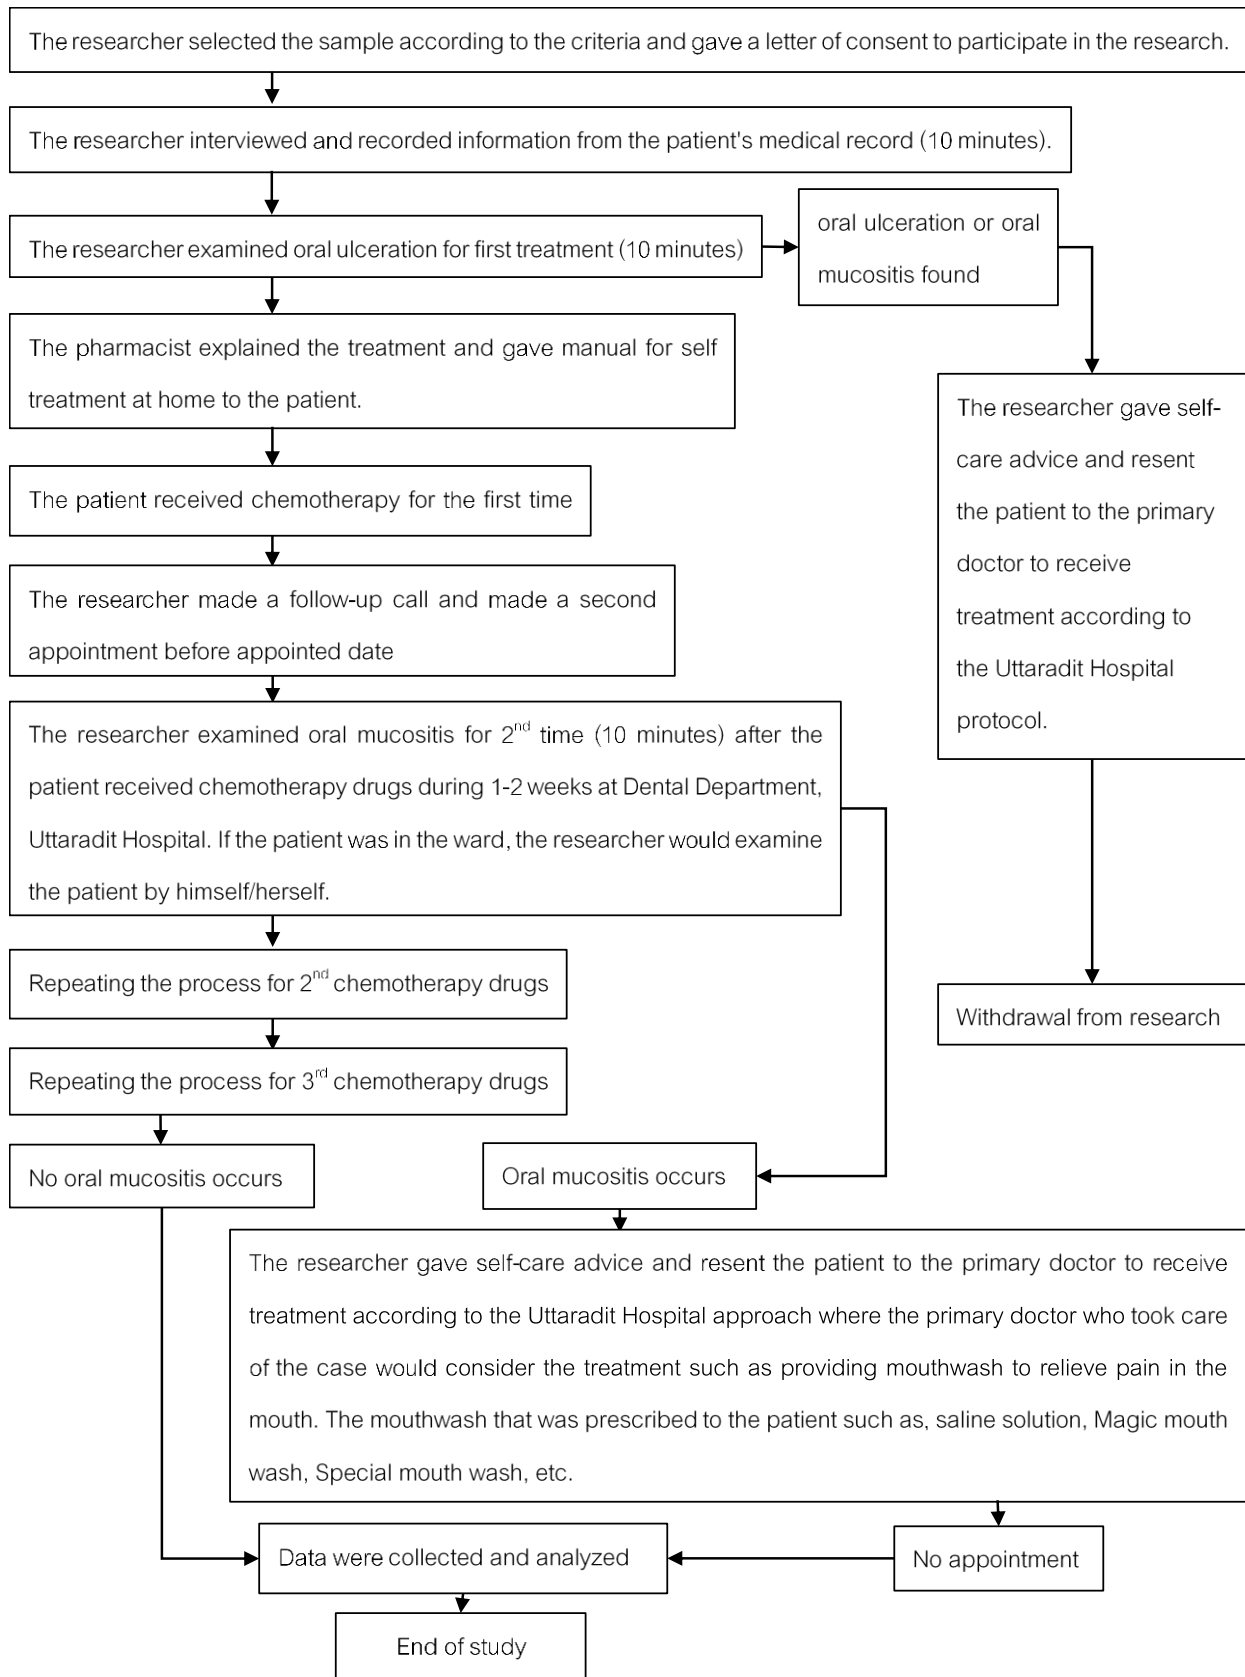 The researcher selected the sample according to the criteria and gave a letter of consent to participate in the research.
The researcher interviewed and recorded information from the patient's medical record (10 minutes).
The researcher examined oral ulceration for first treatment (10 minutes)
oral ulceration or oral
mucositis found
The pharmacist explained the treatment and gave manual for self
treatment at home to the patient.
The researcher gave self-
care advice and resent
the patient to the primary
doctor to receive
treatment according to
the Uttaradit Hospital
protocol.
The patient received chemotherapy for the first time
The researcher made a follow-up call and made a second
appointment before appointed date
The researcher examined oral mucositis for 2nd time (10 minutes) after the
patient received chemotherapy drugs during 1-2 weeks at Dental Department,
Uttaradit Hospital. If the patient was in the ward, the researcher would examine
the patient by himself/herself.
Repeating the process for 2nd chemotherapy drugs
Withdrawal from research
Repeating the process for 3rd chemotherapy drugs
No oral mucositis occurs
Oral mucositis occurs
The researcher gave self-care advice and resent the patient to the primary doctor to receive
treatment according to the Uttaradit Hospital approach where the primary doctor who took care
of the case would consider the treatment such as providing mouthwash to relieve pain in the
mouth. The mouthwash that was prescribed to the patient such as, saline solution, Magic mouth
wash, Special mouth wash, etc.
Data were collected and analyzed
No appointment
End of study